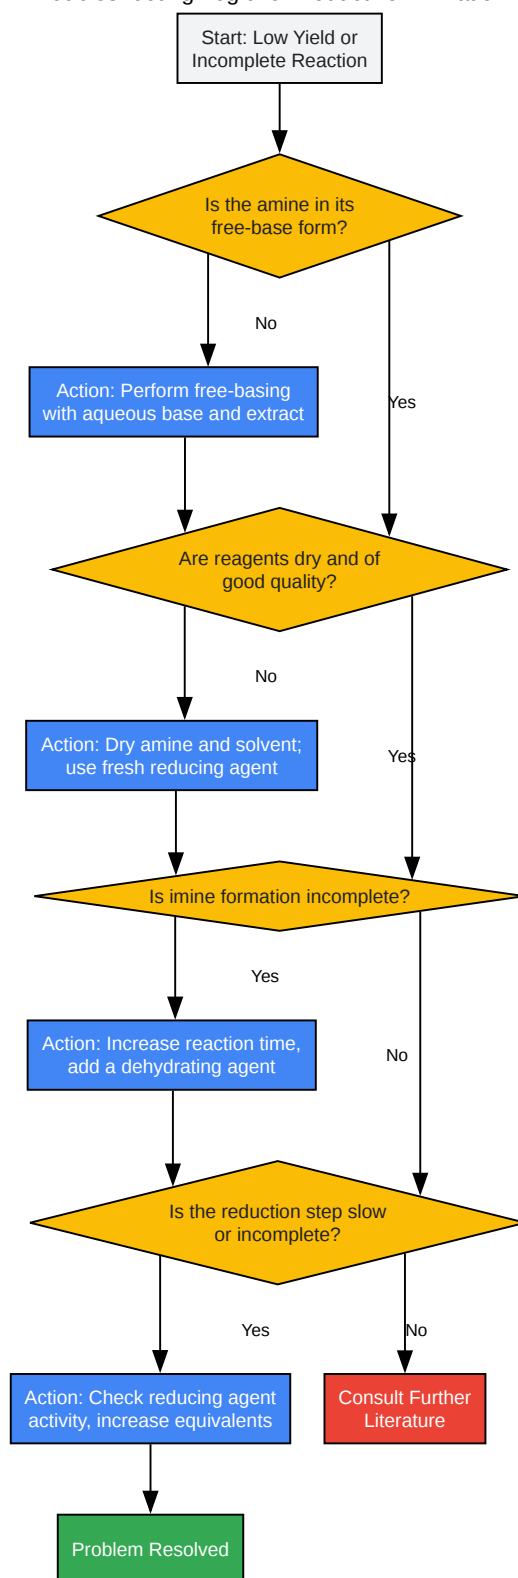 Start: Low Yield or
Incomplete Reaction
Is the amine in its
free-base form?
No
Action: Perform free-basing
with aqueous base and extract
Yes
Are reagents dry and of
good quality?
No
Action: Dry amine and solvent;
use fresh reducing agent
Yes
Is imine formation incomplete?
Yes
Action: Increase reaction time,
add a dehydrating agent
No
Is the reduction step slow
or incomplete?
Yes
No
Action: Check reducing agent
activity, increase equivalents
Consult Further
Literature
Problem Resolved